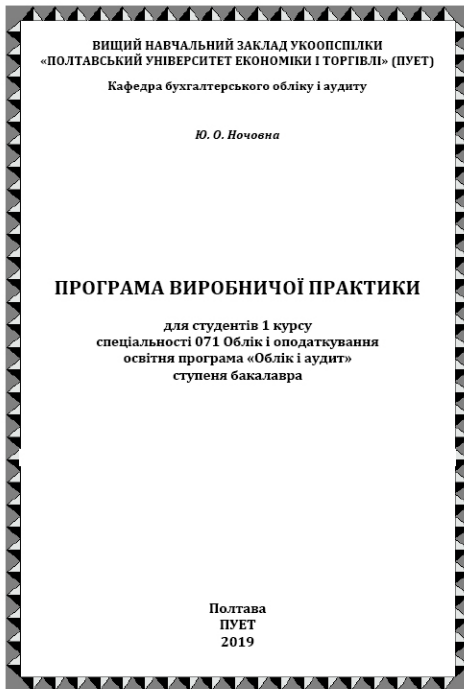 ВИЩИЙ НАВЧАЛЬНИЙ ЗАКЛАД УКООПСПІЛКИ
«ПОЛТАВСЬКИЙ УНІВЕРСИТЕТ ЕКОНОМІКИ І ТОРГІВЛІ» (ПУЕТ)
Кафедра бухгалтерського обліку і аудиту
Ю. О. Ночовна
ПРОГРАМА ВИРОБНИЧОЇ ПРАКТИКИ
для студентів 1 курсу
спеціальності 071 Облік і оподаткування
освітня програма «Облік і аудит»
ступеня бакалавра
Полтава
ПУЕТ
2019